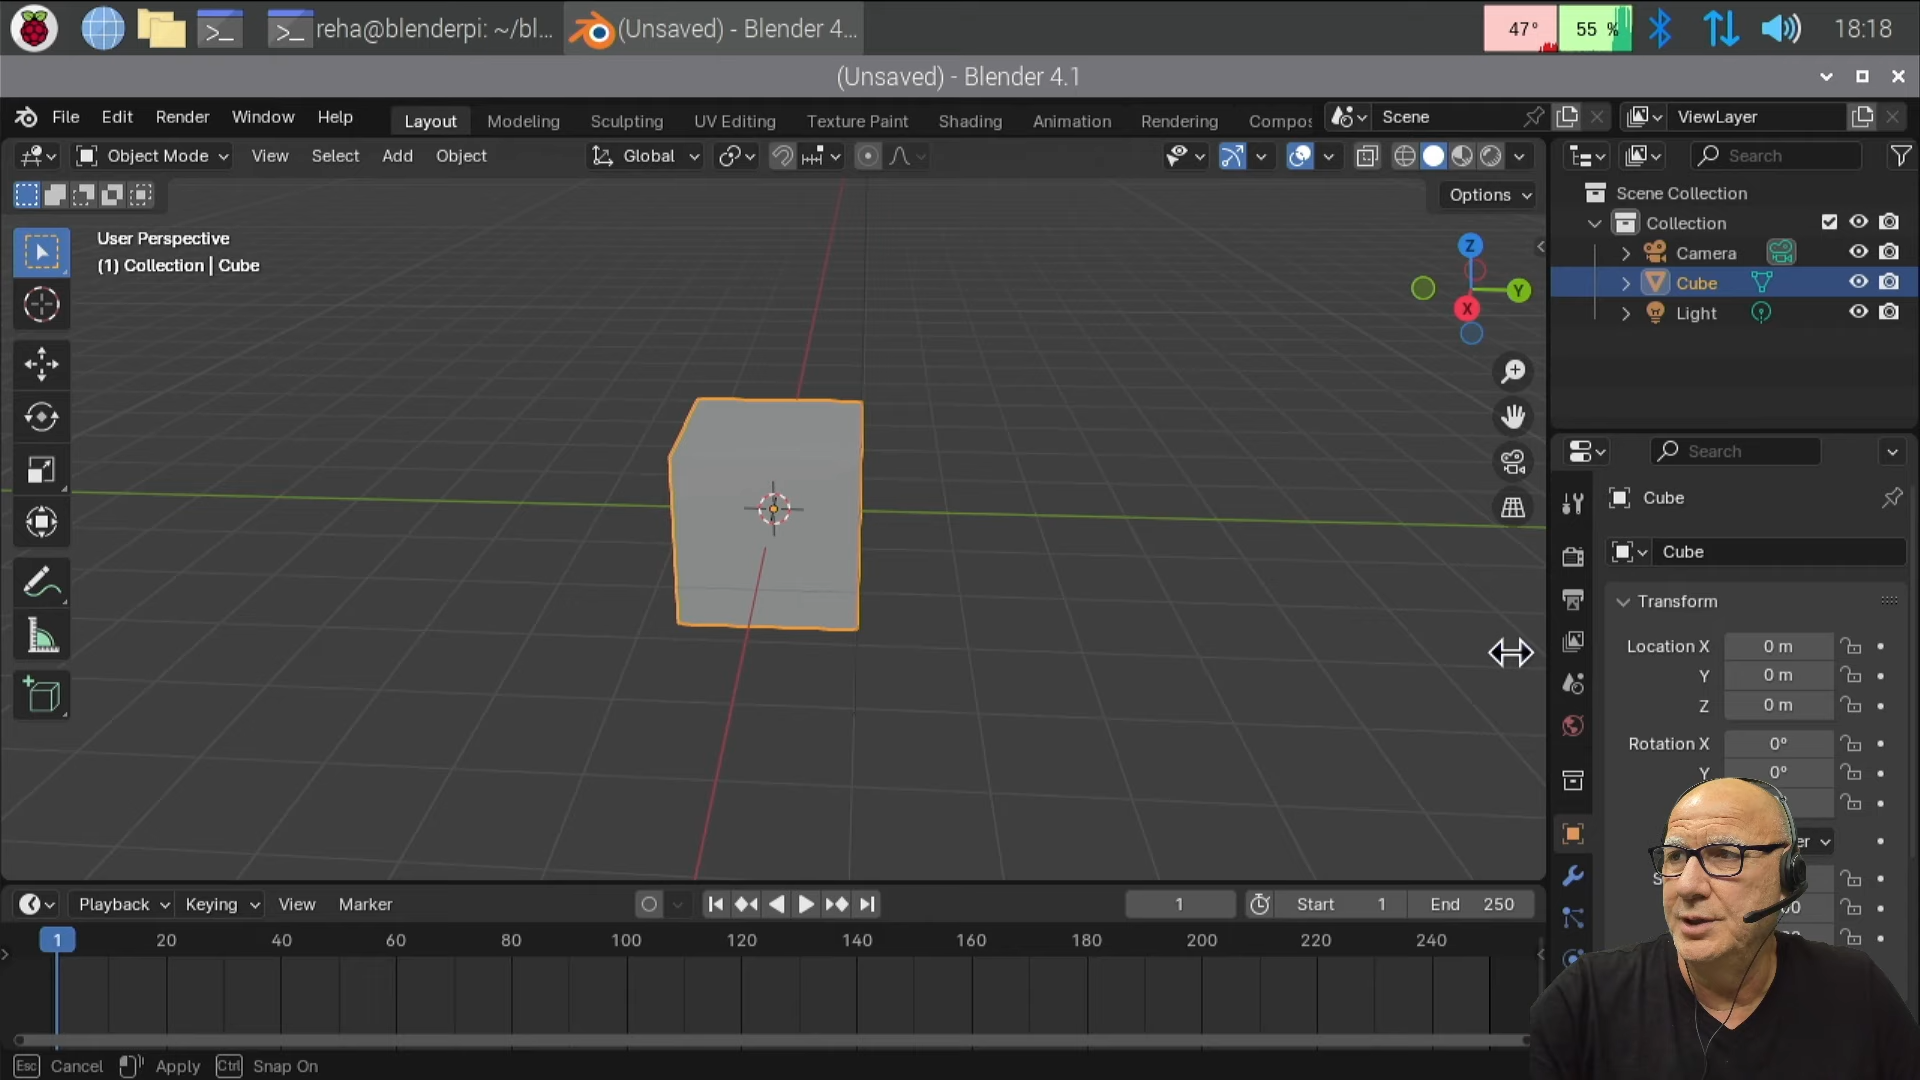 reha@blenderpi: ~/bl...
(Unsaved) - Blender 4...
47°
55 %
18:18
(Unsaved) - Blender 4.1
File Edit Render Window Help
Layout Modeling Sculpting UV Editing Texture Paint Shading Animation Rendering Compos
Scene
ViewLayer
Object Mode View Select Add Object
Global
Search
Options
User Perspective
(1) Collection | Cube
Z
Y
X
Scene Collection
Collection
Camera
Cube
Light
Search
Cube
Cube
Transform
Location X 0 m
Y 0 m
Z 0 m
Rotation X 0°
Y 0°
Playback Keying View Marker
1
Start 1
End 250
1 20 40 60 80 100 120 140 160 180 200 220 240
Esc Cancel Apply Ctrl Snap On